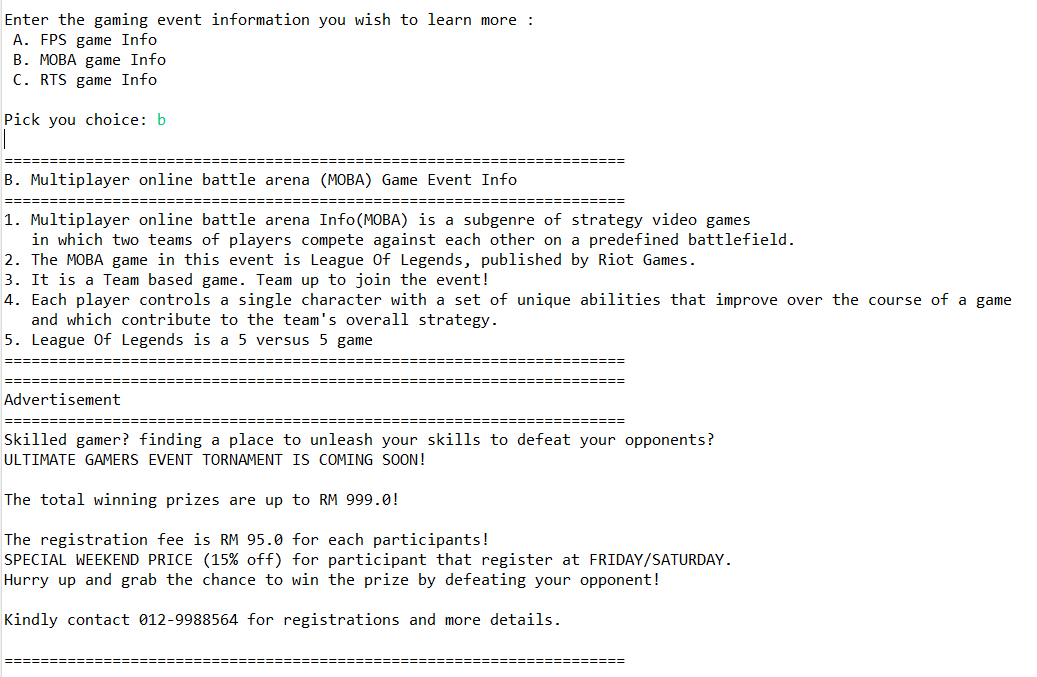 Enter the gaming event information you wish to learn more :
A. FPS game Info
B. MOBA game Info
C. RTS game Info
Pick you choice: b
=====================================================================
B. Multiplayer online battle arena (MOBA) Game Event Info
=====================================================================
1. Multiplayer online battle arena Info(MOBA) is a subgenre of strategy video games
in which two teams of players compete against each other on a predefined battlefield.
2. The MOBA game in this event is League Of Legends, published by Riot Games.
3. It is a Team based game. Team up to join the event!
4. Each player controls a single character with a set of unique abilities that improve over the course of a game
and which contribute to the team's overall strategy.
5. League Of Legends is a 5 versus 5 game
=====================================================================
=====================================================================
Advertisement
=====================================================================
Skilled gamer? finding a place to unleash your skills to defeat your opponents?
ULTIMATE GAMERS EVENT TORNAMENT IS COMING SOON!
The total winning prizes are up to RM 999.0!
The registration fee is RM 95.0 for each participants!
SPECIAL WEEKEND PRICE (15% off) for participant that register at FRIDAY/SATURDAY.
Hurry up and grab the chance to win the prize by defeating your opponent!
Kindly contact 012-9988564 for registrations and more details.
=====================================================================